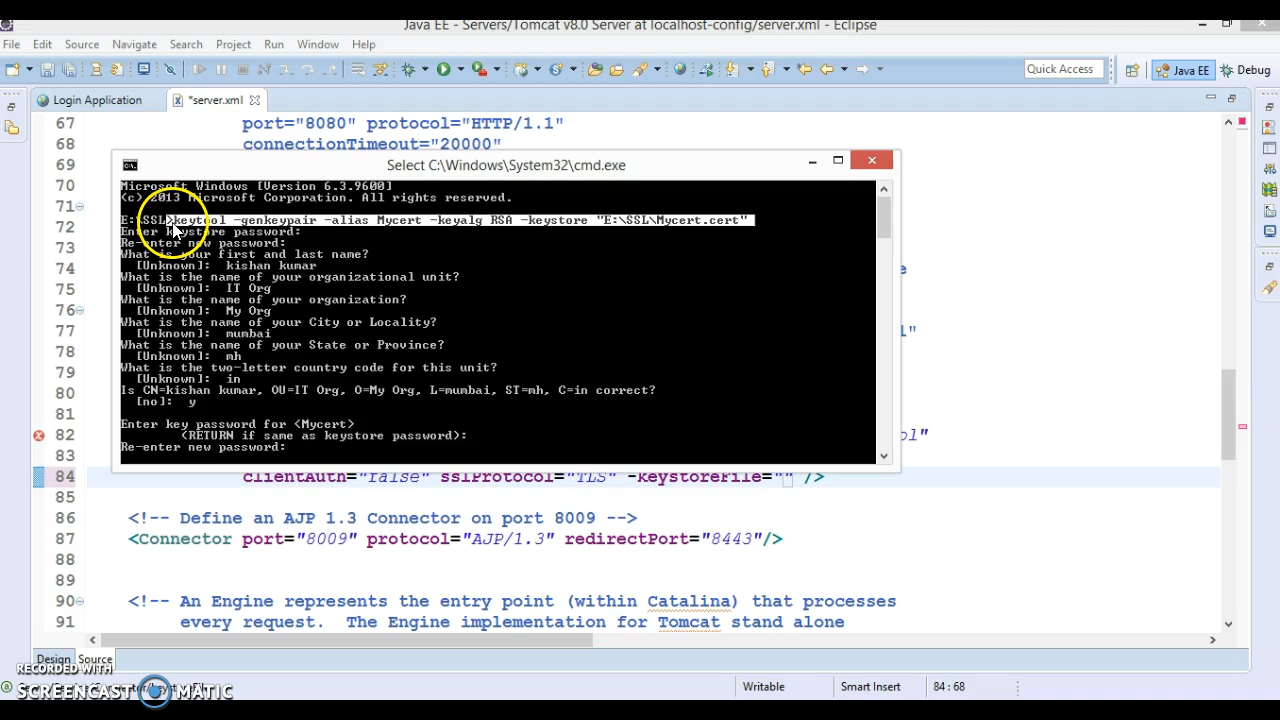 Java EE - Servers/Tomcat v8.0 Server at localhost-config/server.xml - Eclipse
File Edit Source Navigate Search Project Run Window Help
Quick Access Java EE Debug
Login Application *server.xml
67 port="8080" protocol="HTTP/1.1"
68 connectionTimeout="20000"
69
70
71
72
73
74
75
76
77
78
79
80
81
82
83
84 clientAuth="false" sslProtocol="TLS" -keystoreFile="" />
85
86 <!-- Define an AJP 1.3 Connector on port 8009 -->
87 <Connector port="8009" protocol="AJP/1.3" redirectPort="8443"/>
88
89
90 <!-- An Engine represents the entry point (within Catalina) that processes
91 every request. The Engine implementation for Tomcat stand alone
Select C:\Windows\System32\cmd.exe
Microsoft Windows [Version 6.3.9600]
(c) 2013 Microsoft Corporation. All rights reserved.
E:\SSL>keytool -genkeypair -alias Mycert -keyalg RSA -keystore "E:\SSL\Mycert.cert"
Enter keystore password:
Re-enter new password:
What is your first and last name?
[Unknown]: kishan kumar
What is the name of your organizational unit?
[Unknown]: IT Org
What is the name of your organization?
[Unknown]: My Org
What is the name of your City or Locality?
[Unknown]: mumbai
What is the name of your State or Province?
[Unknown]: mh
What is the two-letter country code for this unit?
[Unknown]: in
Is CN=kishan kumar, OU=IT Org, O=My Org, L=mumbai, ST=mh, C=in correct?
[no]: y
Enter key password for <Mycert>
(RETURN if same as keystore password):
Re-enter new password:
Design Source
RECORDED WITH
SCREENCAST MATIC
Writable Smart Insert 84 : 68